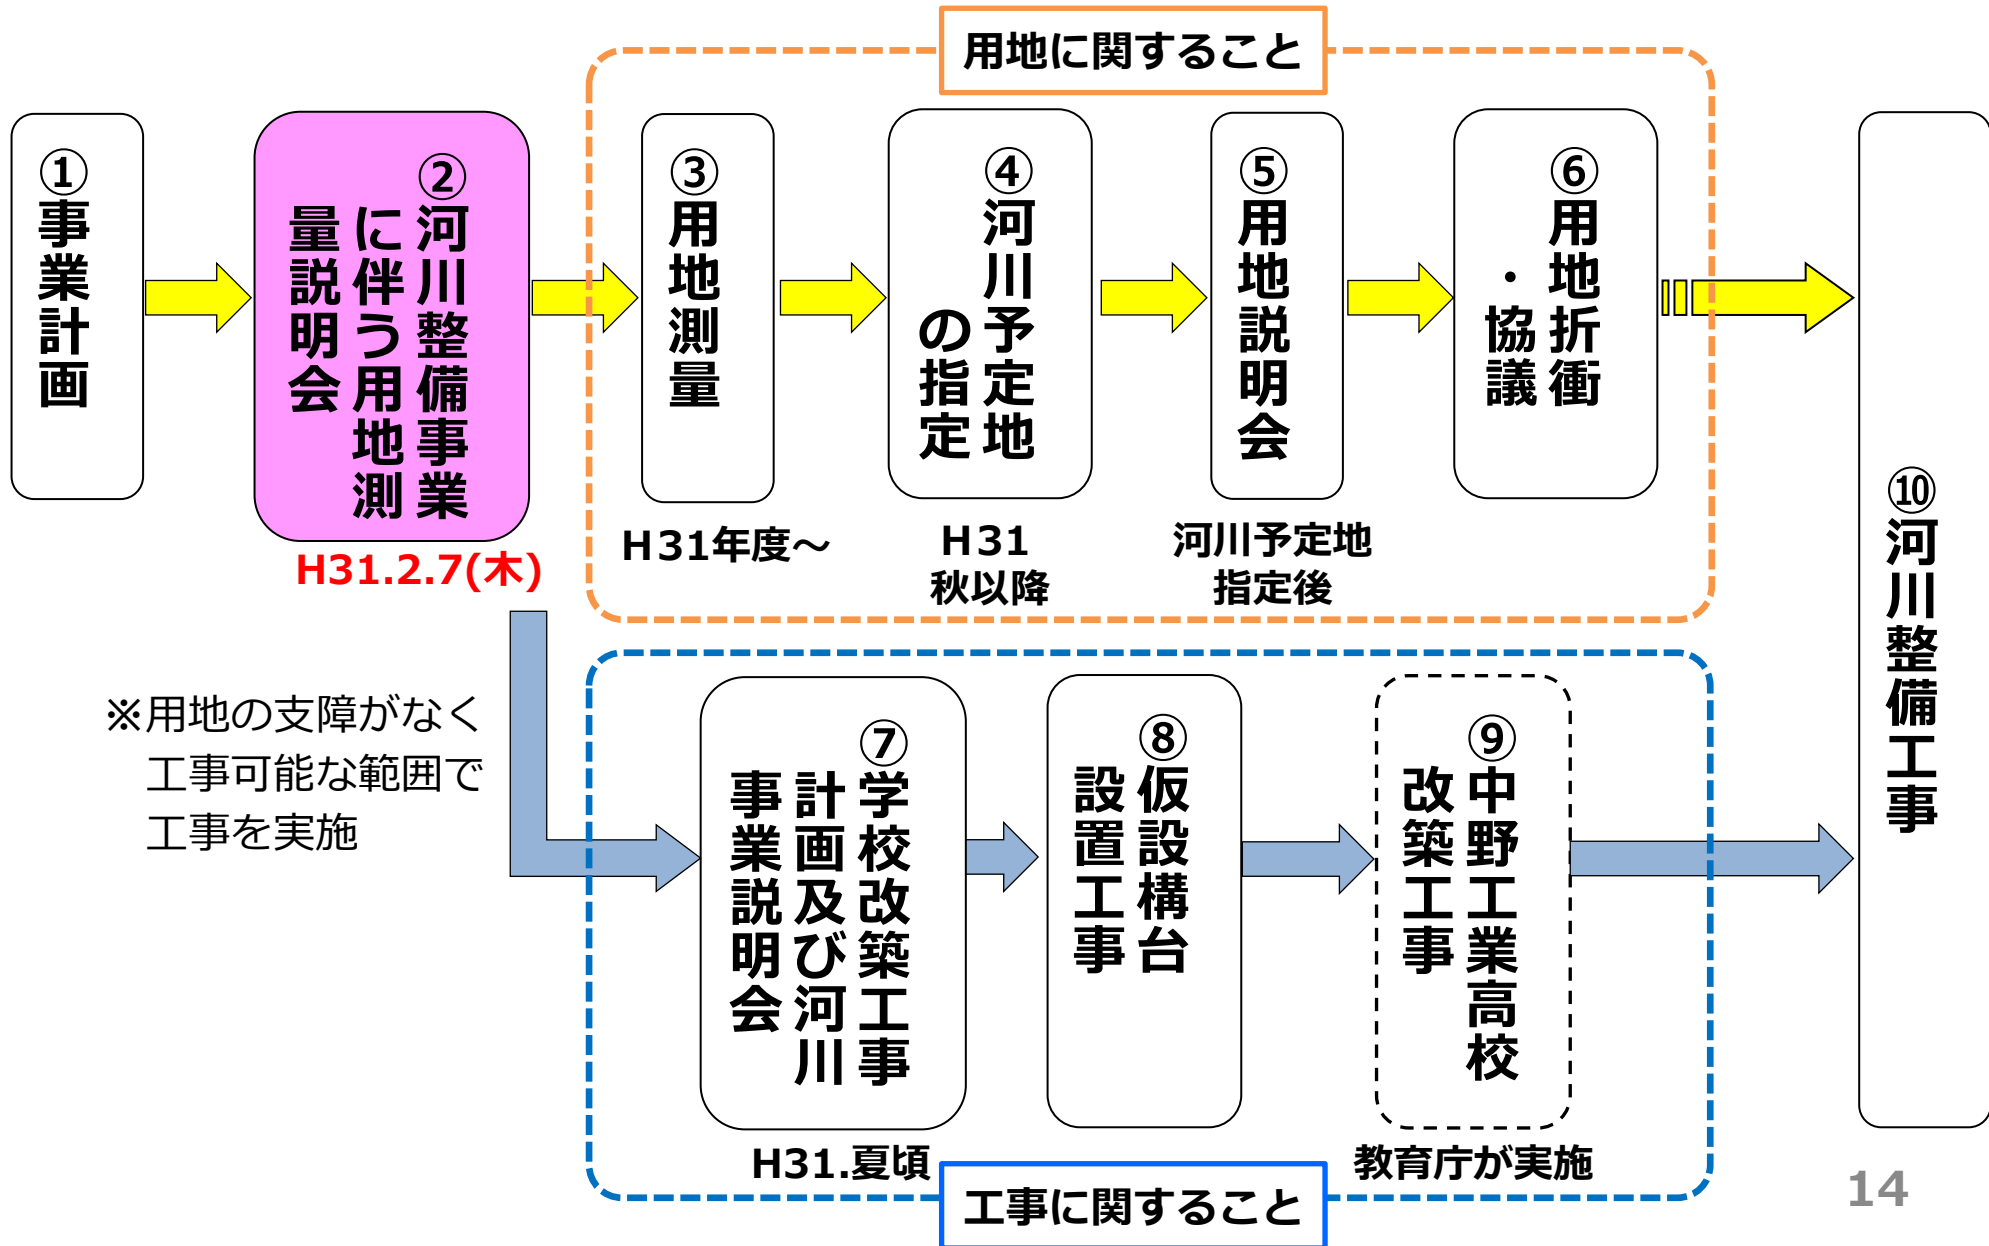 用地に関すること
①事業計画
②河川整備事業
に伴う用地測
量説明会
H31.2.7(木)
③用地測量
H31年度～
④河川予定地
の指定
H31
秋以降
⑤用地説明会
河川予定地
指定後
⑥用地折衝
・協議
※用地の支障がなく
工事可能な範囲で
工事を実施
⑦学校改築工事
計画及び河川
事業説明会
H31.夏頃
⑧仮設構台
設置工事
⑨中野工業高校
改築工事
教育庁が実施
工事に関すること
⑩河川整備工事
14